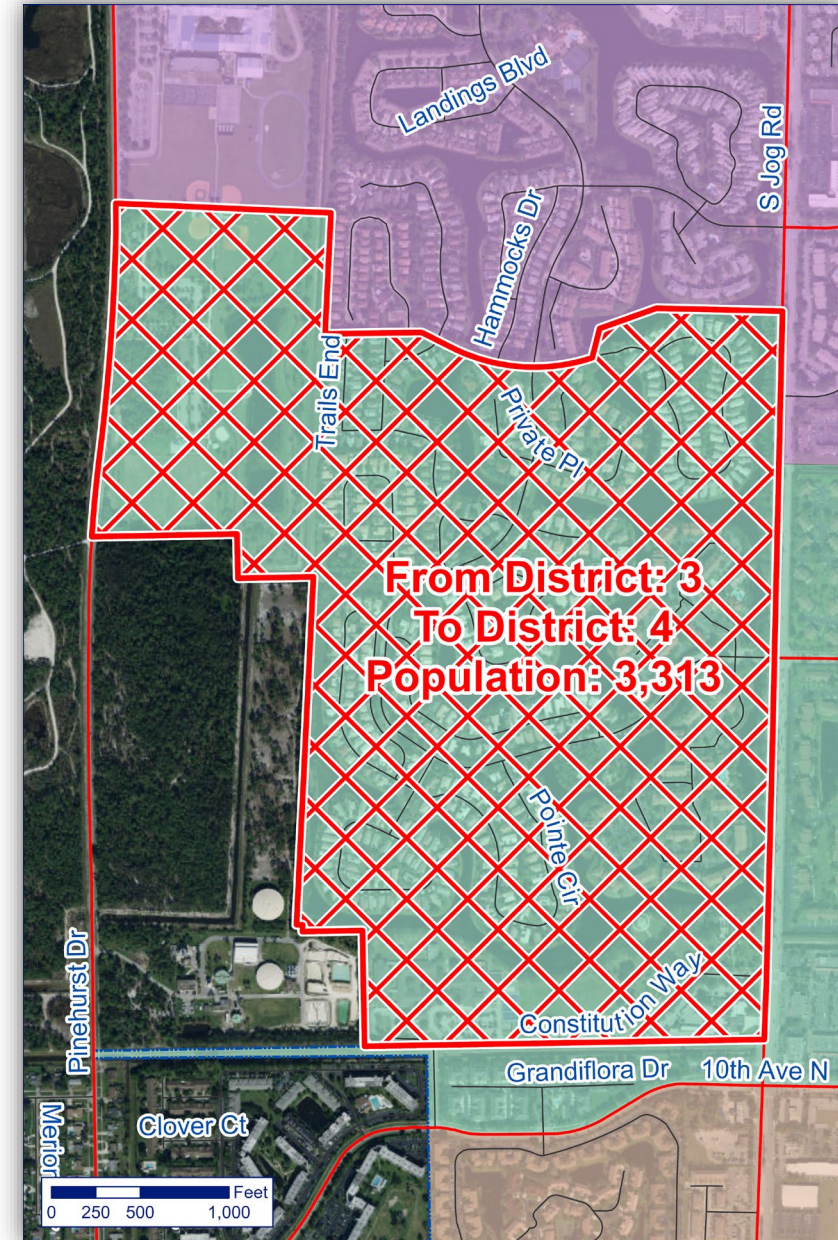 Landings Blvd
S Jog Rd
Hammocks Dr
Trails End
Private Pl
From District: 3
To District: 4
Population: 3,313
Pointe Cir
Pinehurst Dr
Constitution Way
Grandiflora Dr
10th Ave N
Merion
Clover Ct
Feet
0 250 500 1,000